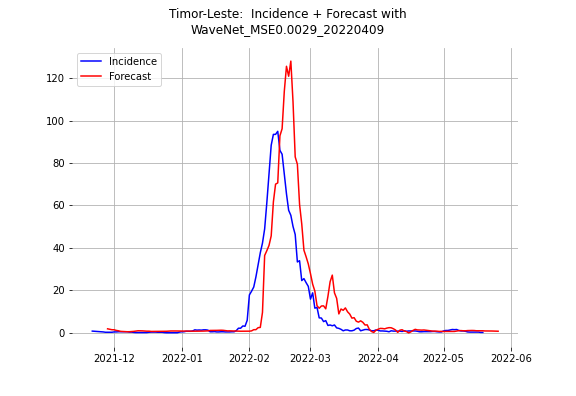 Timor-Leste:  Incidence + Forecast with
WaveNet_MSE0.0029_20220409
Incidence
Forecast
120
100
80
60
40
20
0
2021-12 2022-01 2022-02 2022-03 2022-04 2022-05 2022-06